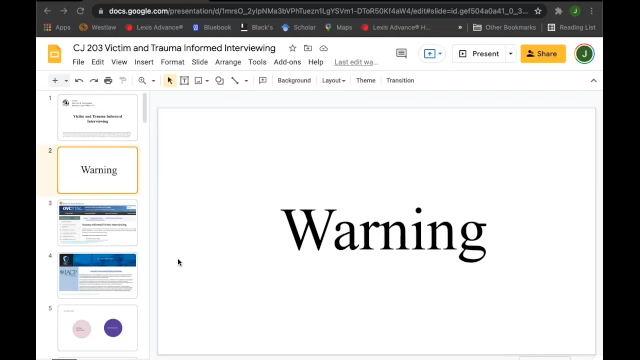 docs.google.com/presentation/d/1mrsO_2ylpNMa3bVPhTuezn1LgYSVm1-DToR50Kf4aW4/edit#slide=id.gef504a0a41_0_3...
Apps Westlaw Lexis Advance® H... Bluebook Black's Scholar Maps Lexis Advance® H... Other Bookmarks Reading List
CJ 203 Victim and Trauma Informed Interviewing
Present Share J
File Edit View Insert Format Slide Arrange Tools Add-ons Help Last edit wa...
Background Layout Theme Transition
1
Victim and Trauma Informed
Interviewing
2
Warning
3
OVCTTAC
4
IACP
5
Warning